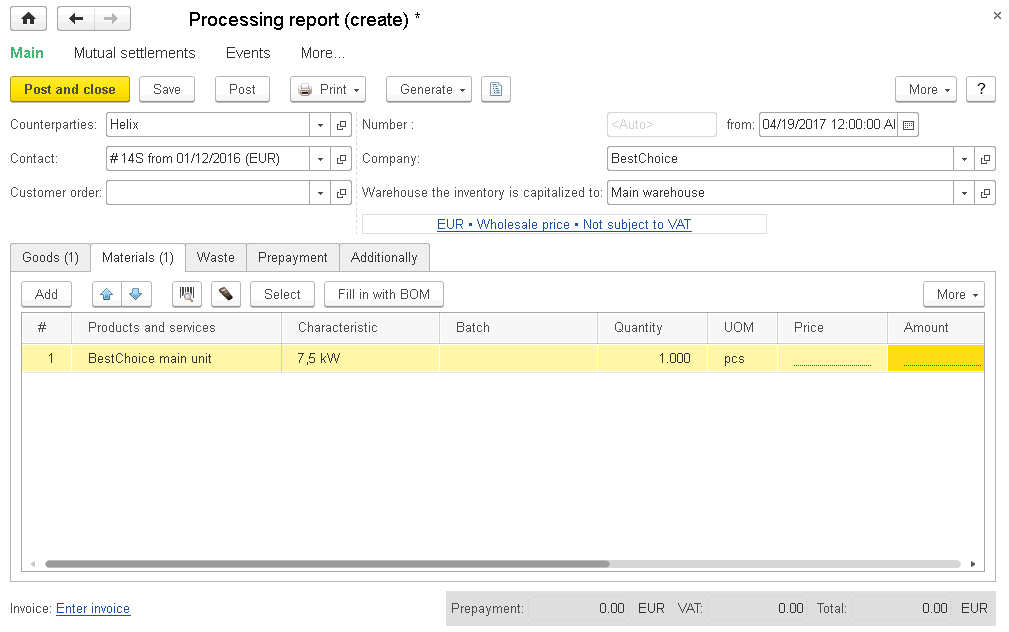 Processing report (create) *
Main Mutual settlements Events More...
Post and close Save Post Print Generate More ?
Counterparties: Helix Number : <Auto> from: 04/19/2017 12:00:00 AI
Contact: #14S from 01/12/2016 (EUR) Company: BestChoice
Customer order: Warehouse the inventory is capitalized to: Main warehouse
EUR • Wholesale price • Not subject to VAT
Goods (1) Materials (1) Waste Prepayment Additionally
Add Select Fill in with BOM More
# Products and services Characteristic Batch Quantity UOM Price Amount
1 BestChoice main unit 7,5 kW 1.000 pcs
Invoice: Enter invoice Prepayment: 0.00 EUR VAT: 0.00 Total: 0.00 EUR